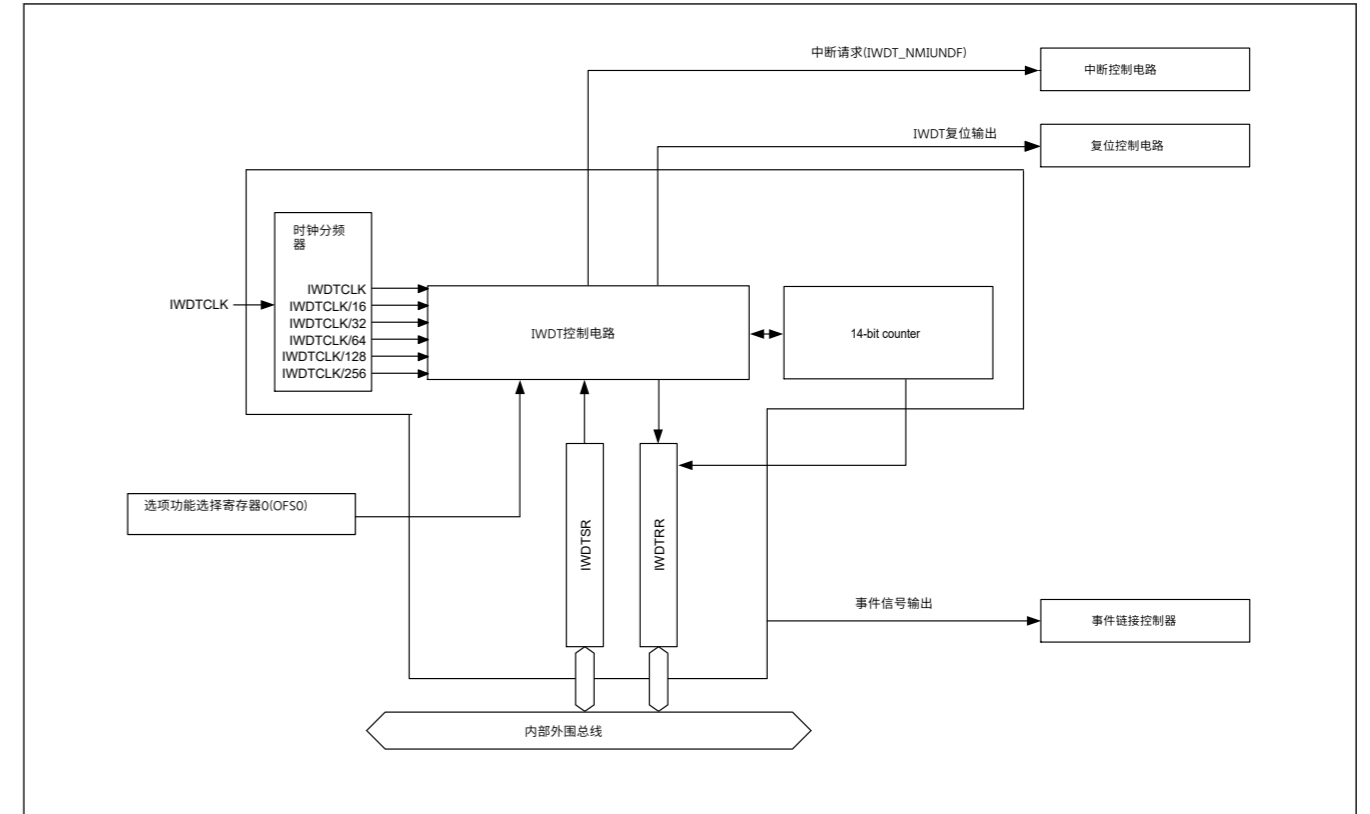 中断请求(IWDT_NMIUNDF)
中断控制电路
IWDT复位输出
复位控制电路
时钟分频
器
IWDTCLK
IWDTCLK
IWDTCLK/16
IWDTCLK/32
IWDTCLK/64
IWDTCLK/128
IWDTCLK/256
IWDT控制电路
14-bit counter
选项功能选择寄存器0(OFS0)
IWDTSR
IWDTRR
事件信号输出
事件链接控制器
内部外围总线